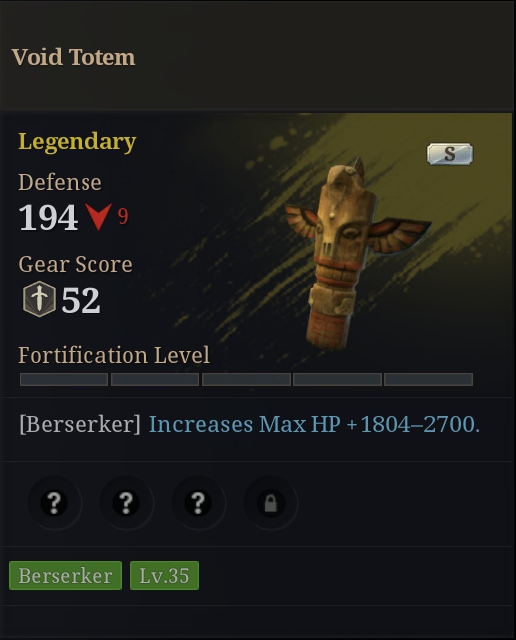 Void Totem
Legendary
S
Defense
194 9
Gear Score
52
Fortification Level
[Berserker] Increases Max HP +1804–2700.
? ? ?
Berserker Lv.35